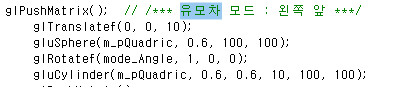 glPushMatrix(); // /*** 유모차 모드 : 왼쪽 앞 ***/
glTranslatef(0, 0, 10);
gluSphere(m_pQuadric, 0.6, 100, 100);
glRotatef(mode_Angle, 1, 0, 0);
gluCylinder(m_pQuadric, 0.6, 0.6, 10, 100, 100);